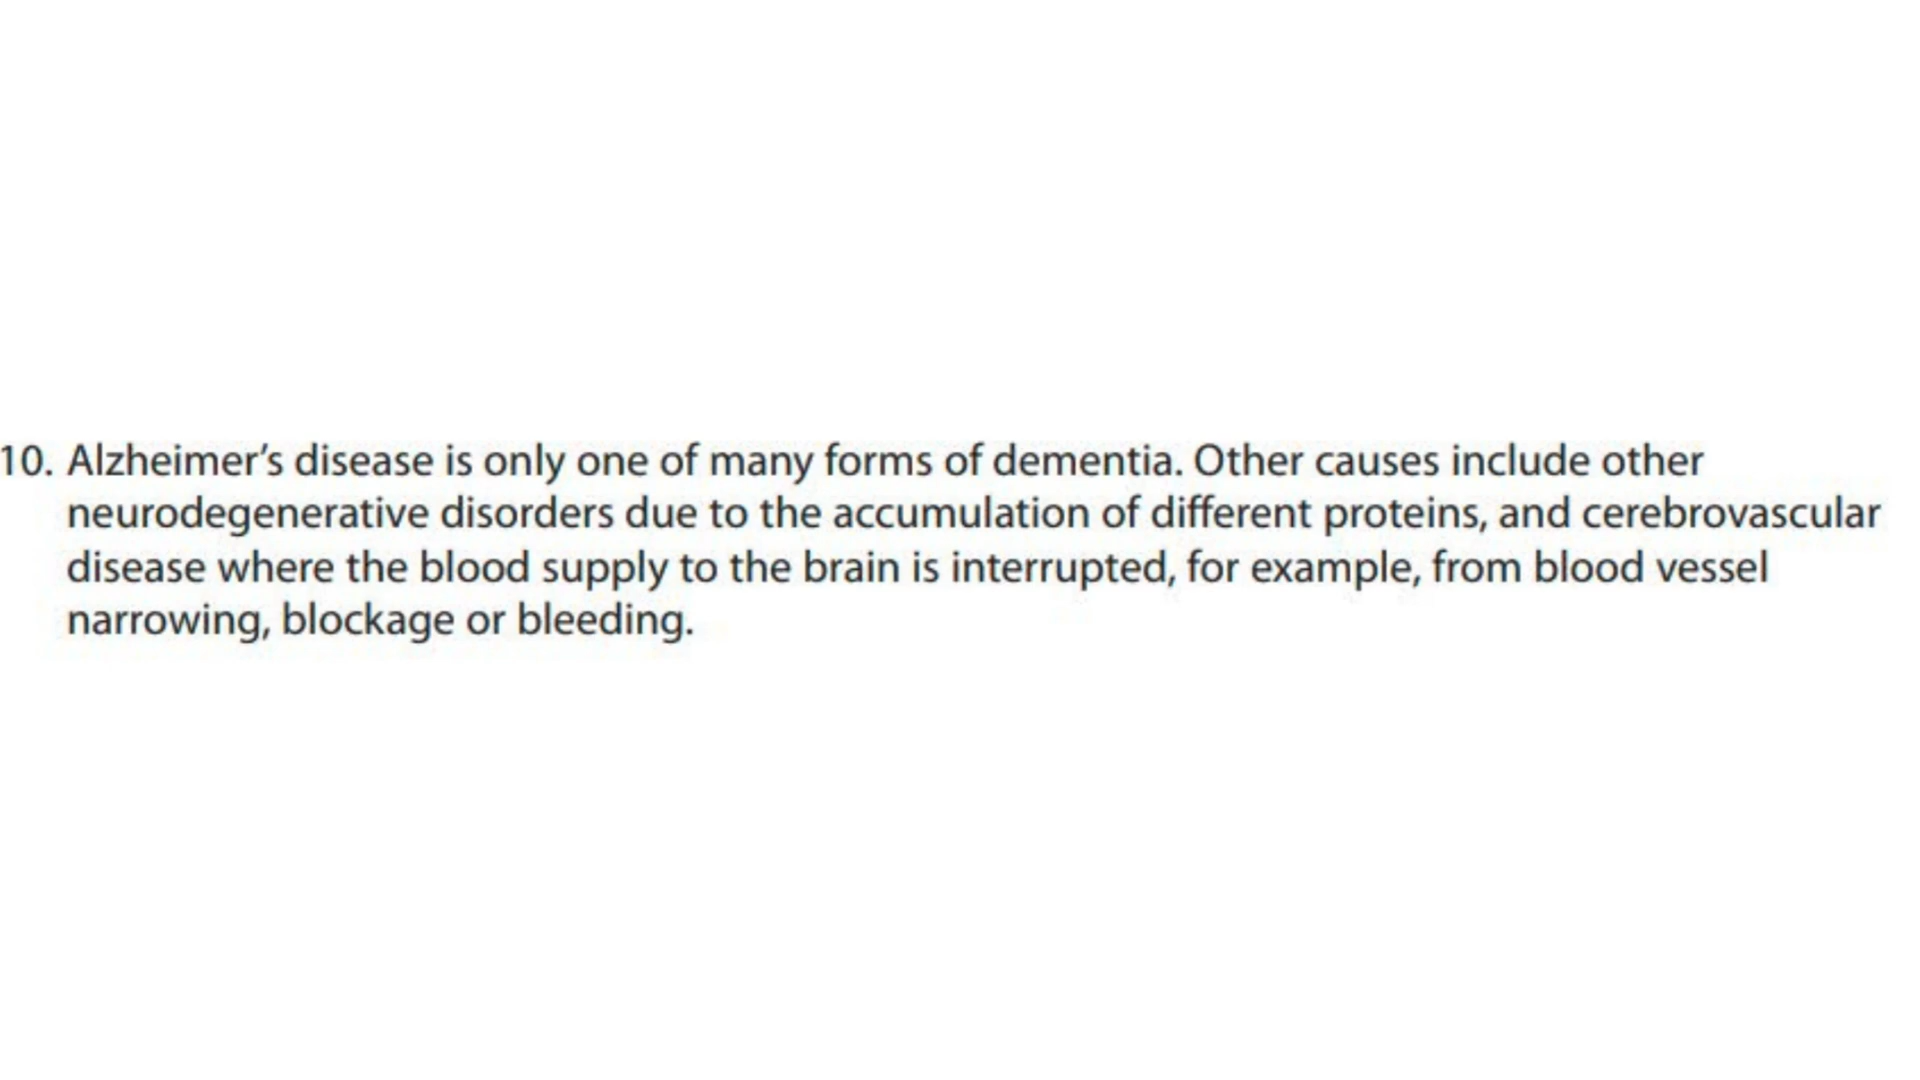 10. Alzheimer’s disease is only one of many forms of dementia. Other causes include other
neurodegenerative disorders due to the accumulation of different proteins, and cerebrovascular
disease where the blood supply to the brain is interrupted, for example, from blood vessel
narrowing, blockage or bleeding.